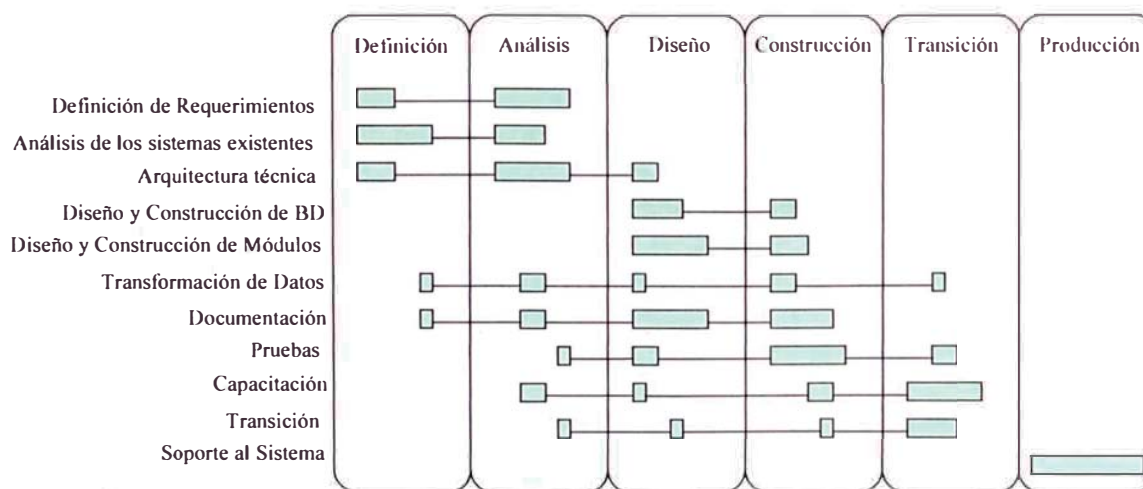 Definición Análisis Diseño Construcción Transición Producción
Definición de Requerimientos
Análisis de los sistemas existentes
Arquitectura técnica
Diseño y Construcción de BD
Diseño y Construcción de Módulos
Transformación de Datos
Documentación
Pruebas
Capacitación
Transición
Soporte al Sistema